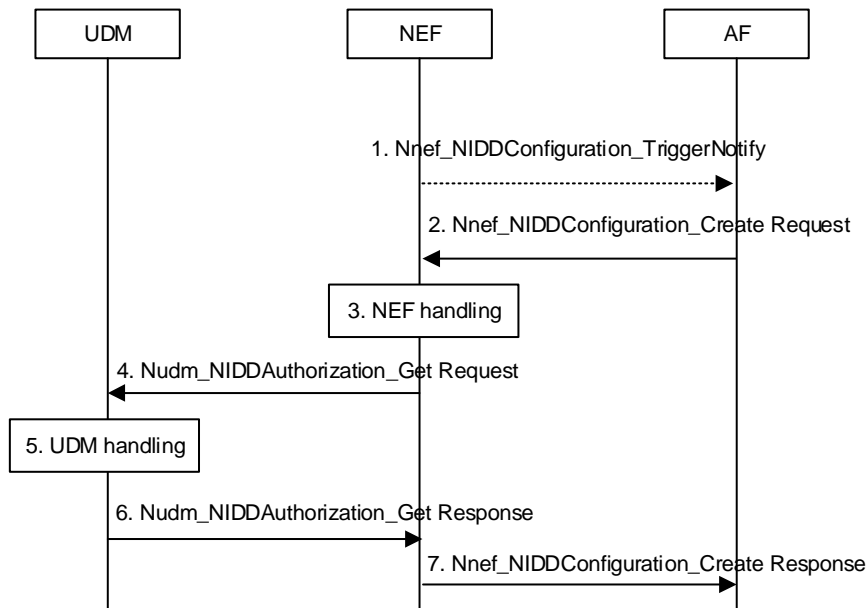 UDM
NEF
AF
1. Nnef_NIDDConfiguration_TriggerNotify
2. Nnef_NIDDConfiguration_Create Request
3. NEF handling
4. Nudm_NIDDAuthorization_Get Request
5. UDM handling
6. Nudm_NIDDAuthorization_Get Response
7. Nnef_NIDDConfiguration_Create Response